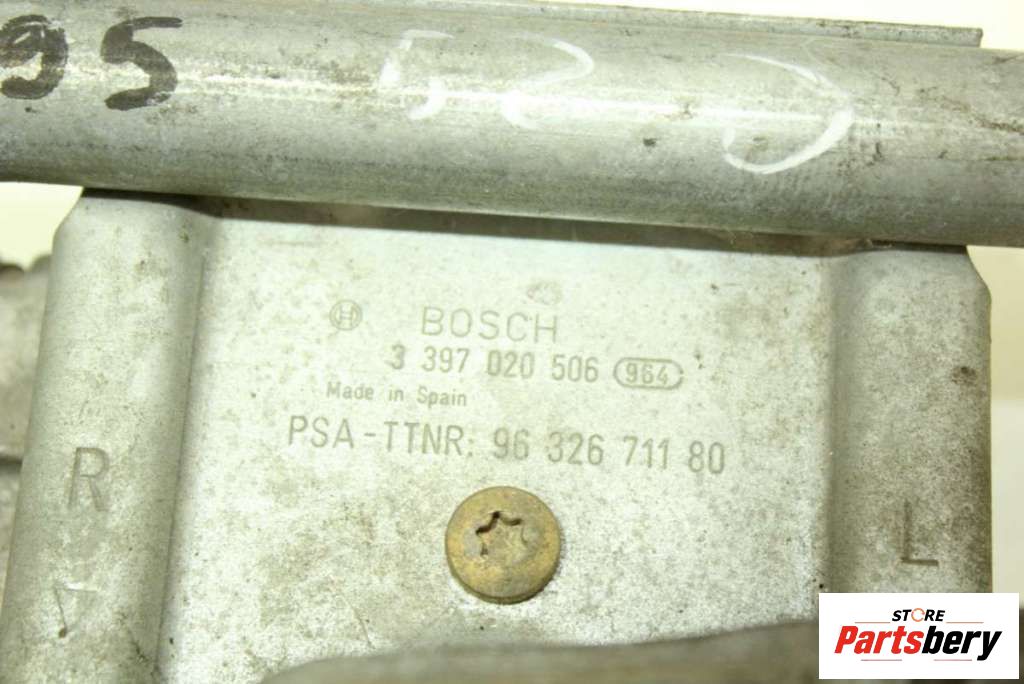 95
BOSCH
3 397 020 506 964
Made in Spain
PSA-TTNR: 96 326 711 80
R
L
STORE
Partsbery